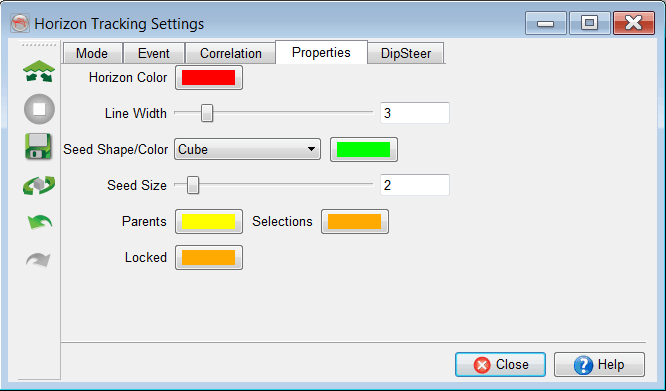 Horizon Tracking Settings
Mode Event Correlation Properties DipSteer
Horizon Color
Line Width 3
Seed Shape/Color Cube
Seed Size 2
Parents Selections
Locked
Close Help